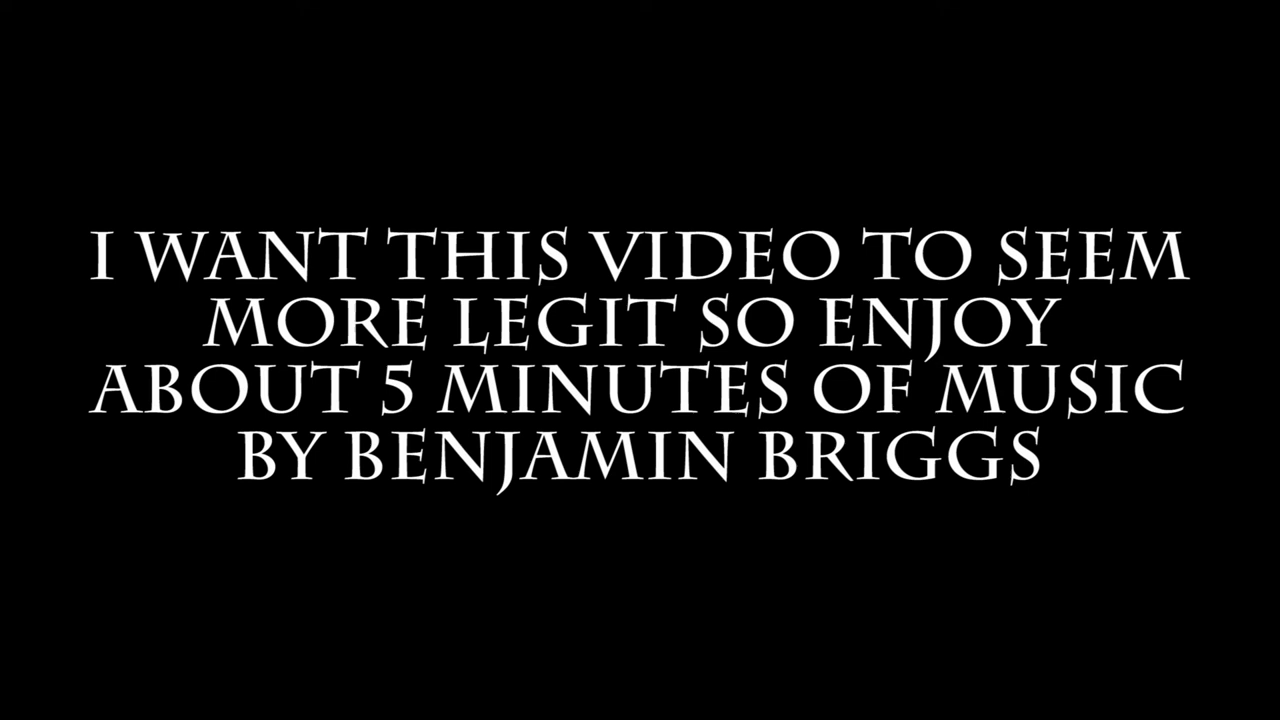 I WANT THIS VIDEO TO SEEM
MORE LEGIT SO ENJOY
ABOUT 5 MINUTES OF MUSIC
BY BENJAMIN BRIGGS